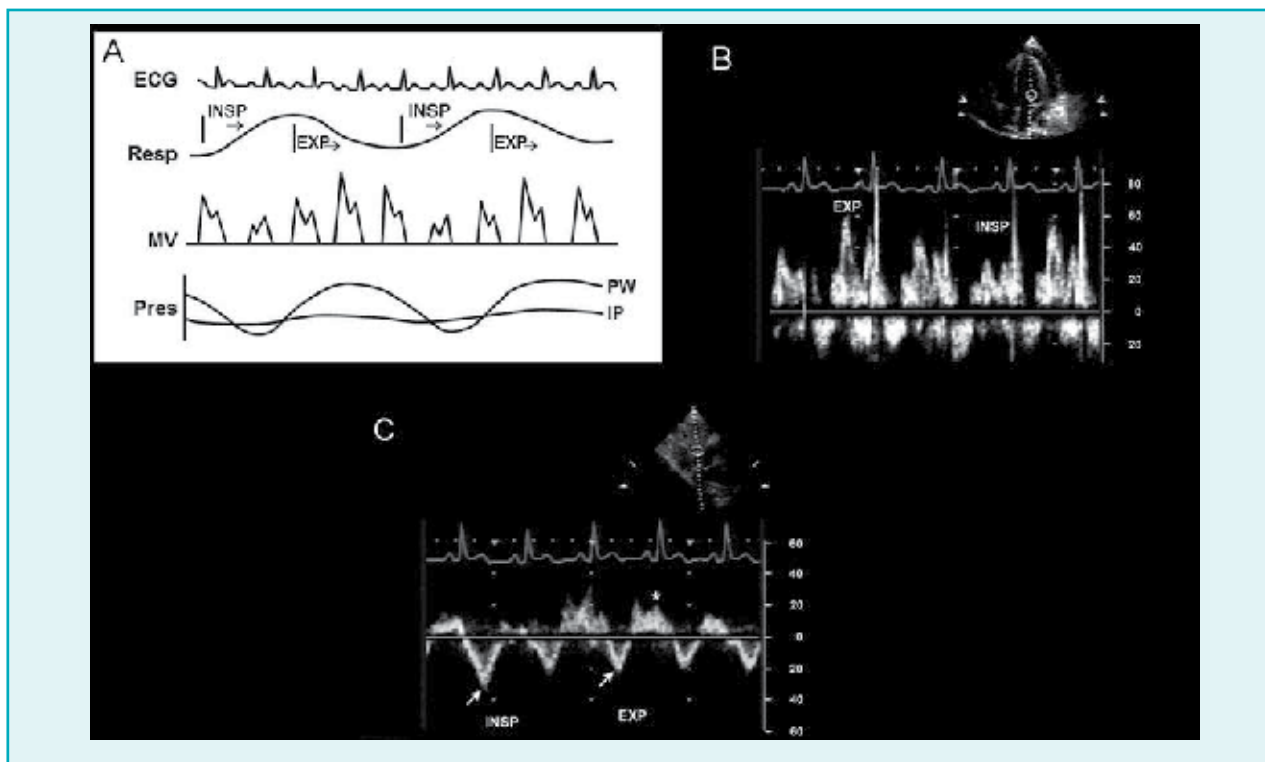 A
ECG
INSP INSP
Resp EXP EXP
MV
Pres PW
IP
B
80
EXP 60
INSP
40
20
0
20
C
60
40
*
20
0
20
40
INSP EXP
60